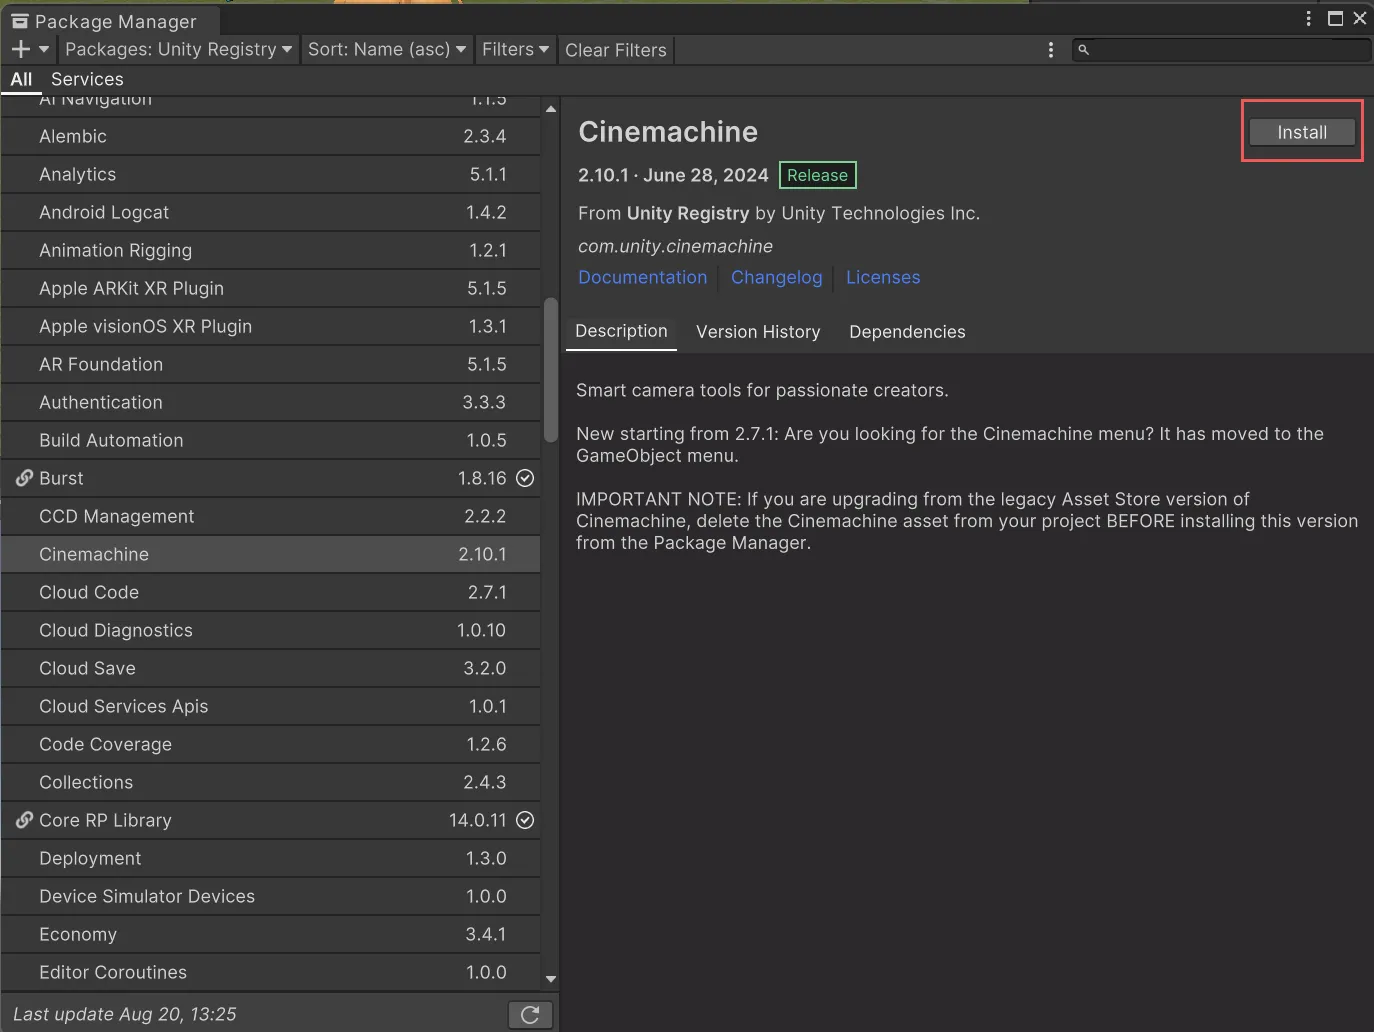 Package Manager
Packages: Unity Registry Sort: Name (asc) Filters Clear Filters
All Services
AI Navigation 1.1.5
Alembic 2.3.4
Analytics 5.1.1
Android Logcat 1.4.2
Animation Rigging 1.2.1
Apple ARKit XR Plugin 5.1.5
Apple visionOS XR Plugin 1.3.1
AR Foundation 5.1.5
Authentication 3.3.3
Build Automation 1.0.5
Burst 1.8.16
CCD Management 2.2.2
Cinemachine 2.10.1
Cloud Code 2.7.1
Cloud Diagnostics 1.0.10
Cloud Save 3.2.0
Cloud Services Apis 1.0.1
Code Coverage 1.2.6
Collections 2.4.3
Core RP Library 14.0.11
Deployment 1.3.0
Device Simulator Devices 1.0.0
Economy 3.4.1
Editor Coroutines 1.0.0
Last update Aug 20, 13:25
Cinemachine
Install
2.10.1 · June 28, 2024 Release
From Unity Registry by Unity Technologies Inc.
com.unity.cinemachine
Documentation Changelog Licenses
Description Version History Dependencies
Smart camera tools for passionate creators.
New starting from 2.7.1: Are you looking for the Cinemachine menu? It has moved to the
GameObject menu.
IMPORTANT NOTE: If you are upgrading from the legacy Asset Store version of
Cinemachine, delete the Cinemachine asset from your project BEFORE installing this version
from the Package Manager.